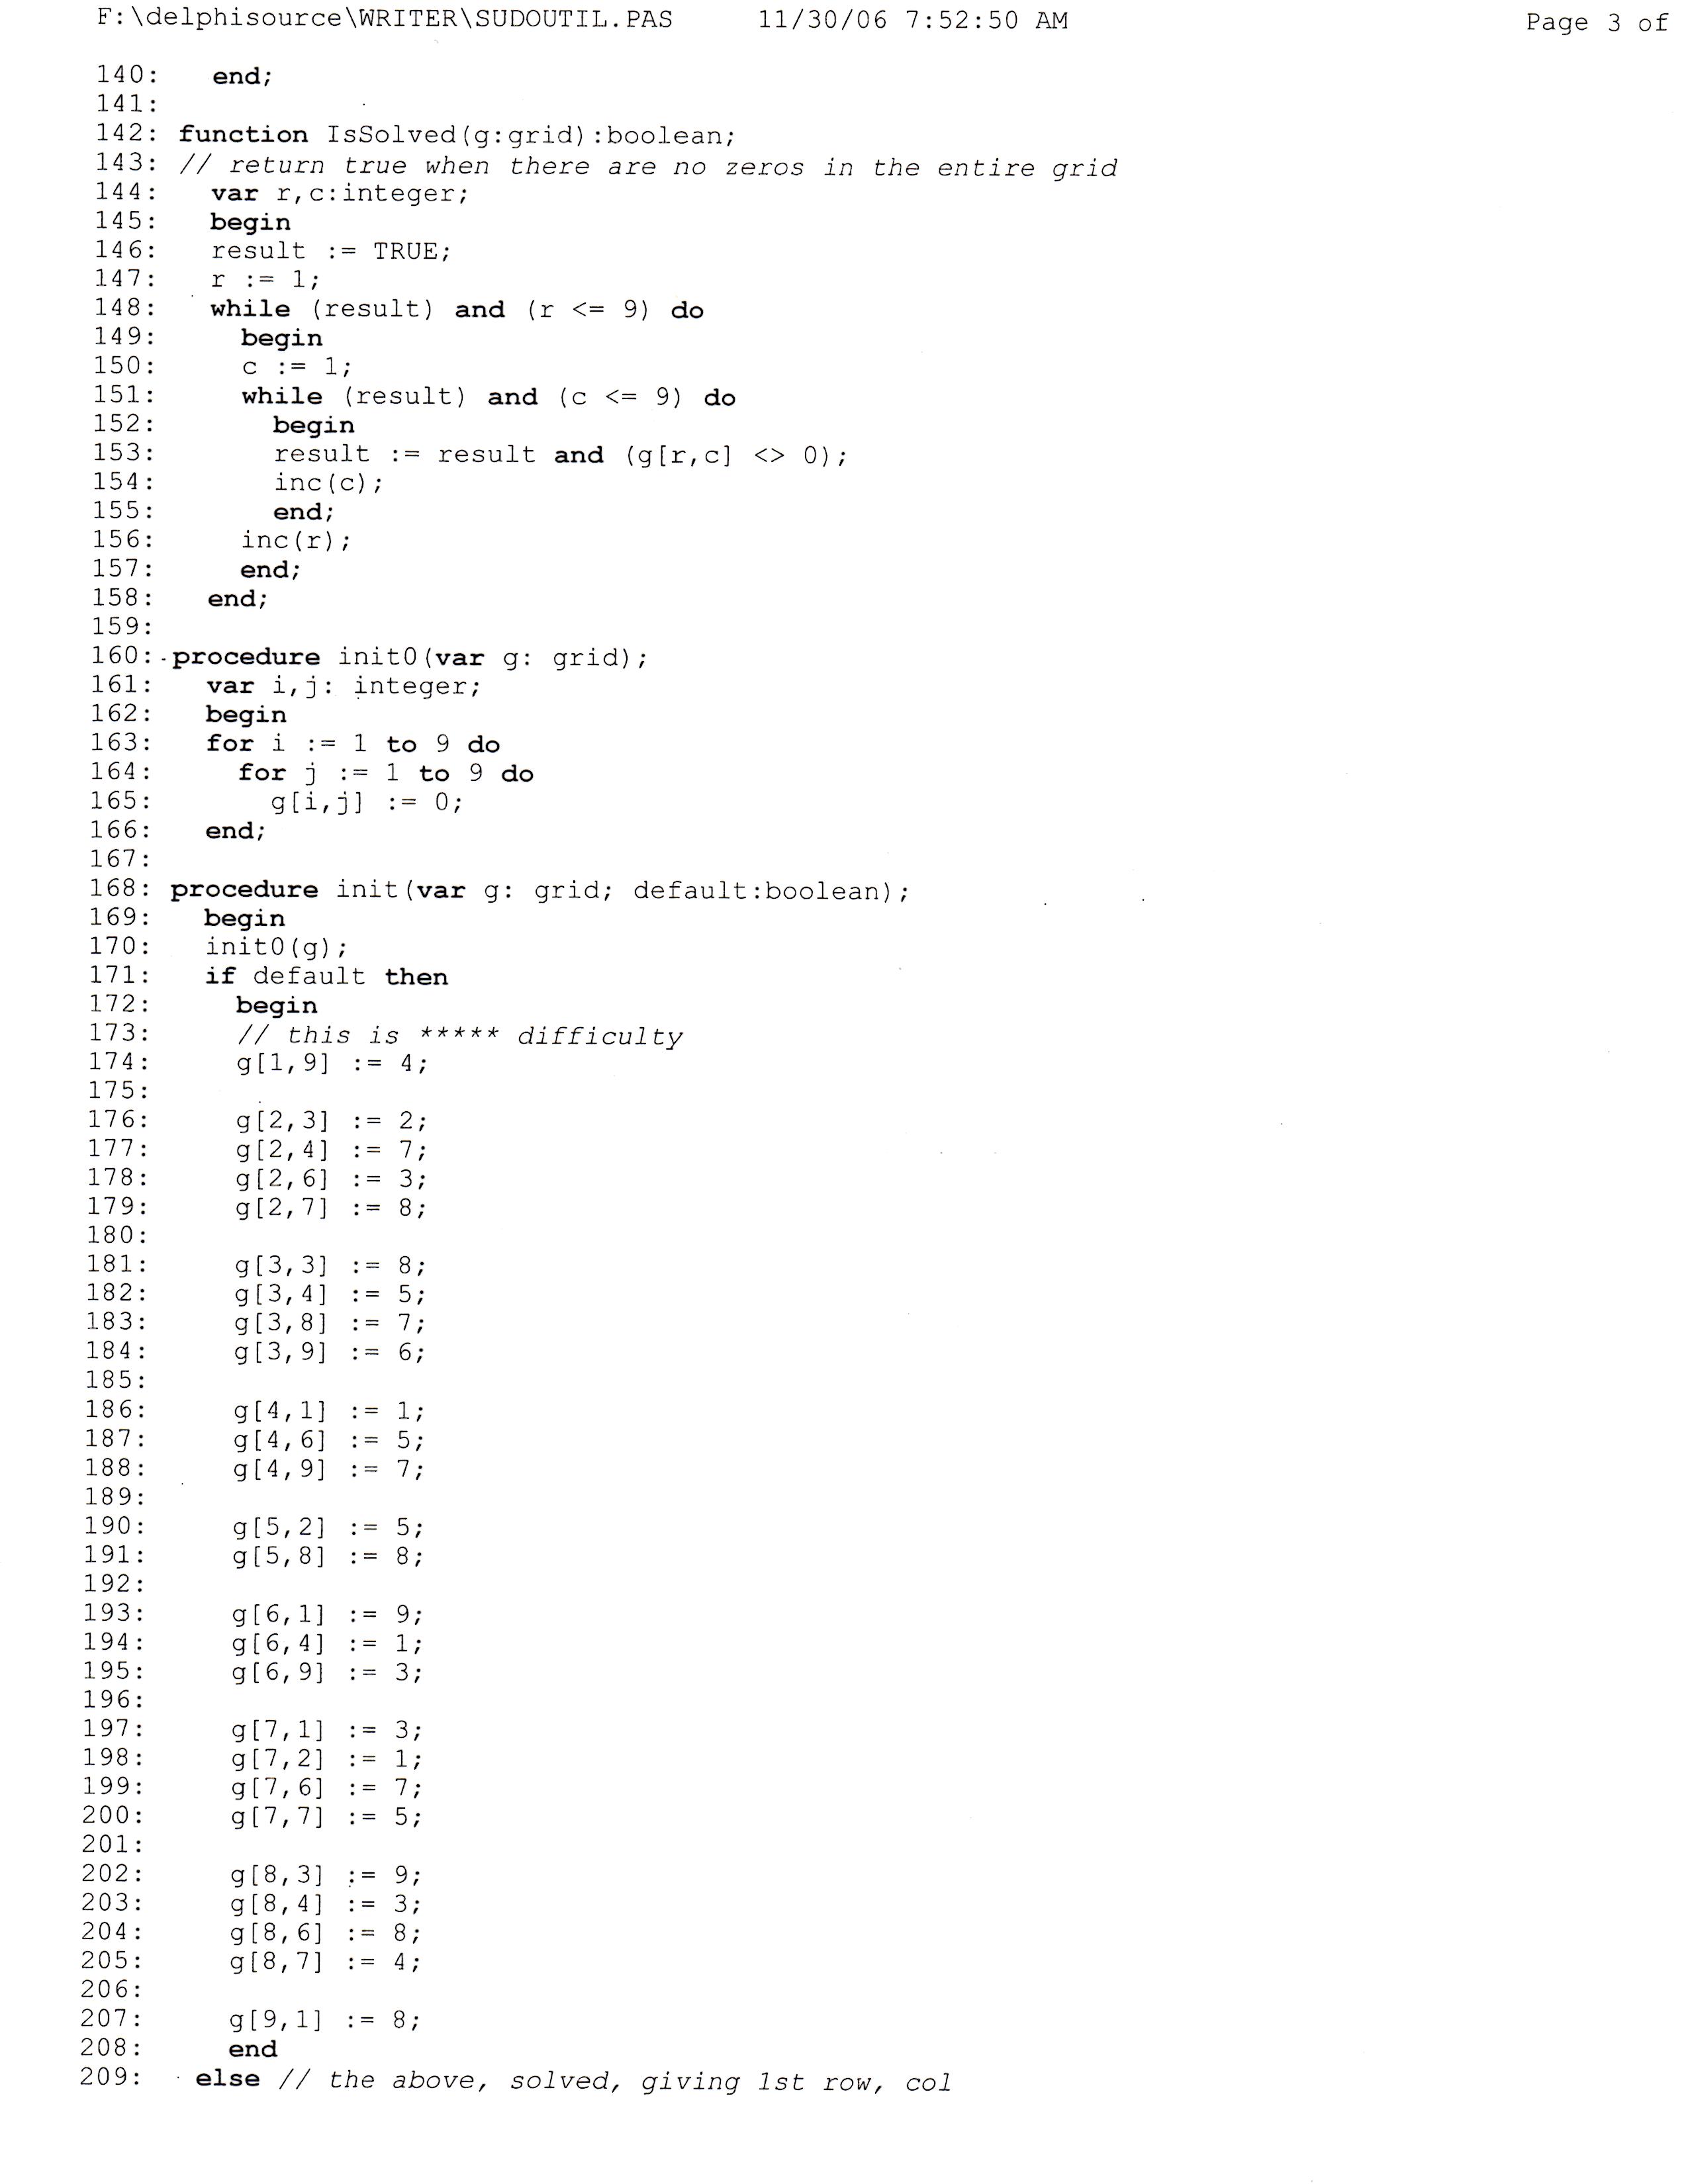 F:\delphisource\WRITER\SUDOUTIL.PAS 11/30/06 7:52:50 AM Page 3 of
140: end;
141:
142: function IsSolved(g:grid):boolean;
143: // return true when there are no zeros in the entire grid
144: var r,c:integer;
145: begin
146: result := TRUE;
147: r := 1;
148: while (result) and (r <= 9) do
149: begin
150: c := 1;
151: while (result) and (c <= 9) do
152: begin
153: result := result and (g[r,c] <> 0);
154: inc(c);
155: end;
156: inc(r);
157: end;
158: end;
159:
160: procedure init0(var g: grid);
161: var i,j: integer;
162: begin
163: for i := 1 to 9 do
164: for j := 1 to 9 do
165: g[i,j] := 0;
166: end;
167:
168: procedure init(var g: grid; default:boolean);
169: begin
170: init0(g);
171: if default then
172: begin
173: // this is ***** difficulty
174: g[1,9] := 4;
175:
176: g[2,3] := 2;
177: g[2,4] := 7;
178: g[2,6] := 3;
179: g[2,7] := 8;
180:
181: g[3,3] := 8;
182: g[3,4] := 5;
183: g[3,8] := 7;
184: g[3,9] := 6;
185:
186: g[4,1] := 1;
187: g[4,6] := 5;
188: g[4,9] := 7;
189:
190: g[5,2] := 5;
191: g[5,8] := 8;
192:
193: g[6,1] := 9;
194: g[6,4] := 1;
195: g[6,9] := 3;
196:
197: g[7,1] := 3;
198: g[7,2] := 1;
199: g[7,6] := 7;
200: g[7,7] := 5;
201:
202: g[8,3] := 9;
203: g[8,4] := 3;
204: g[8,6] := 8;
205: g[8,7] := 4;
206:
207: g[9,1] := 8;
208: end
209: else // the above, solved, giving 1st row, col